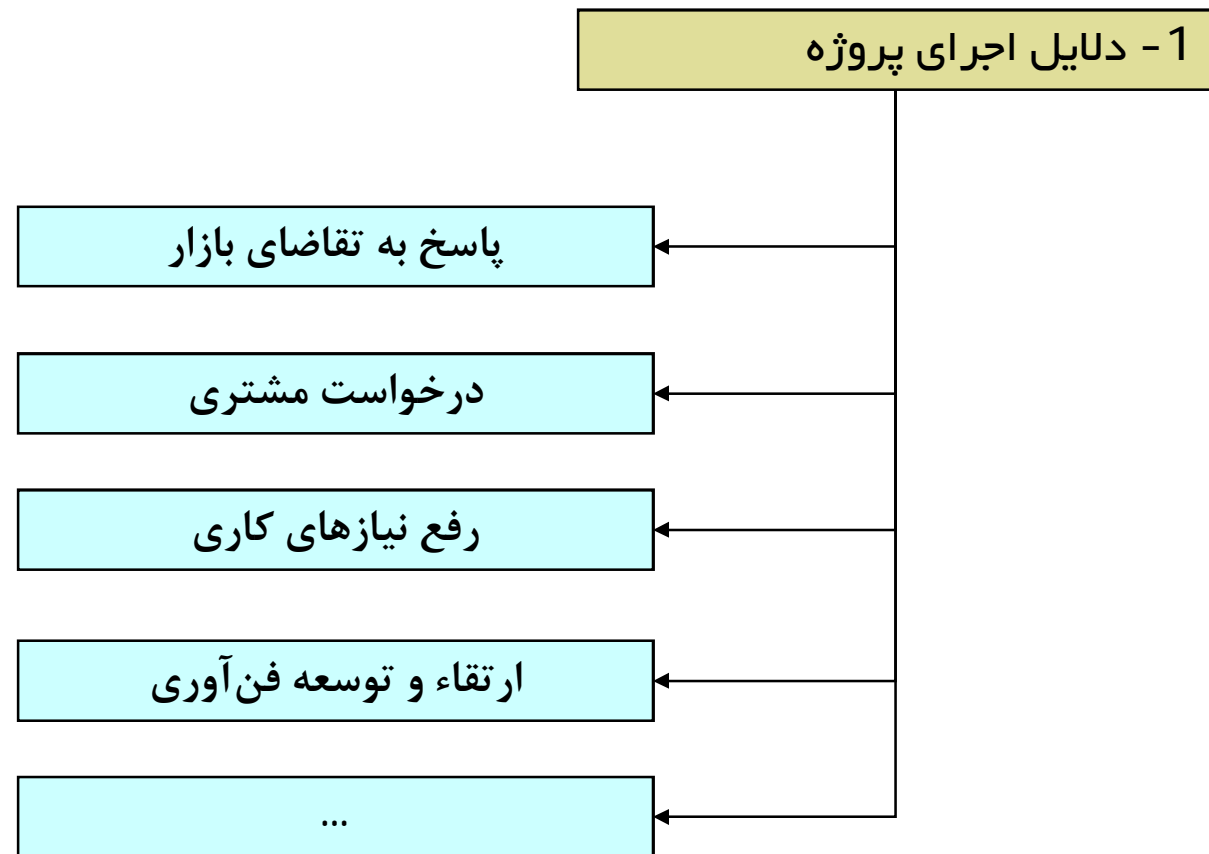 1- دلایل اجرای پروژه
پاسخ به تقاضای بازار
درخواست مشتری
رفع نیازهای کاری
ارتقاء و توسعه فن‌آوری
...